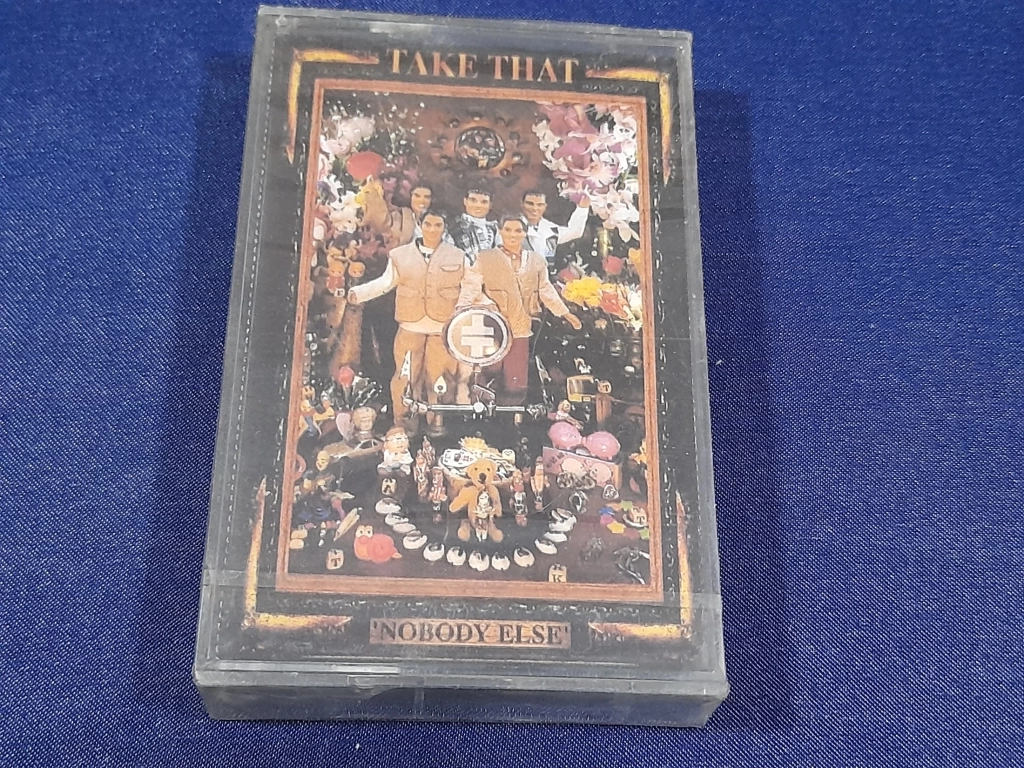 TAKE THAT
T
K
'NOBODY ELSE'